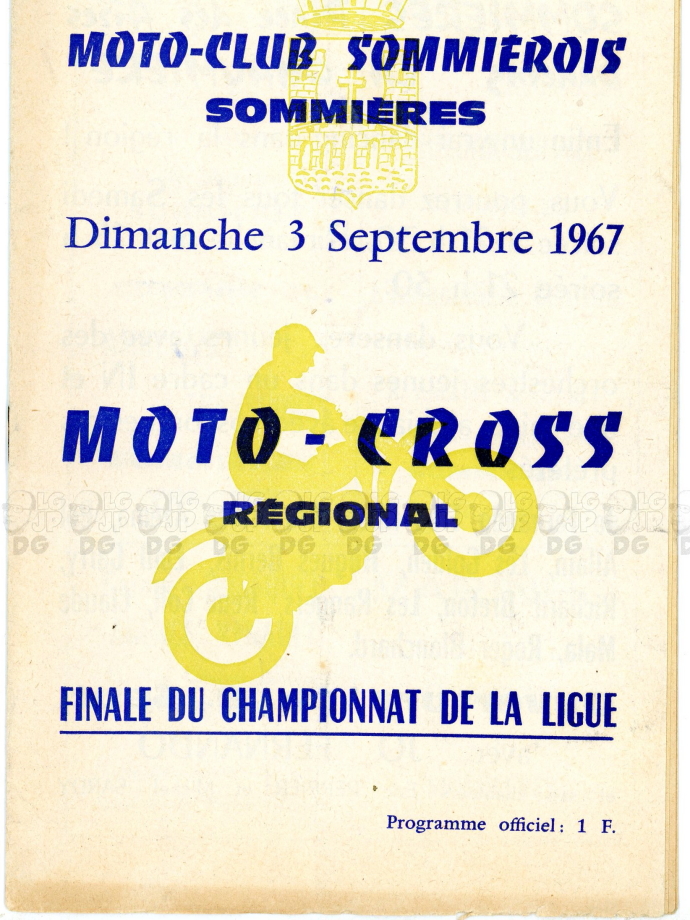 MOTO-CLUB SOMMIÉROIS
SOMMIÈRES
Dimanche 3 Septembre 1967
MOTO-CROSS
RÉGIONAL
FINALE DU CHAMPIONNAT DE LA LIGUE
Programme officiel: 1 F.